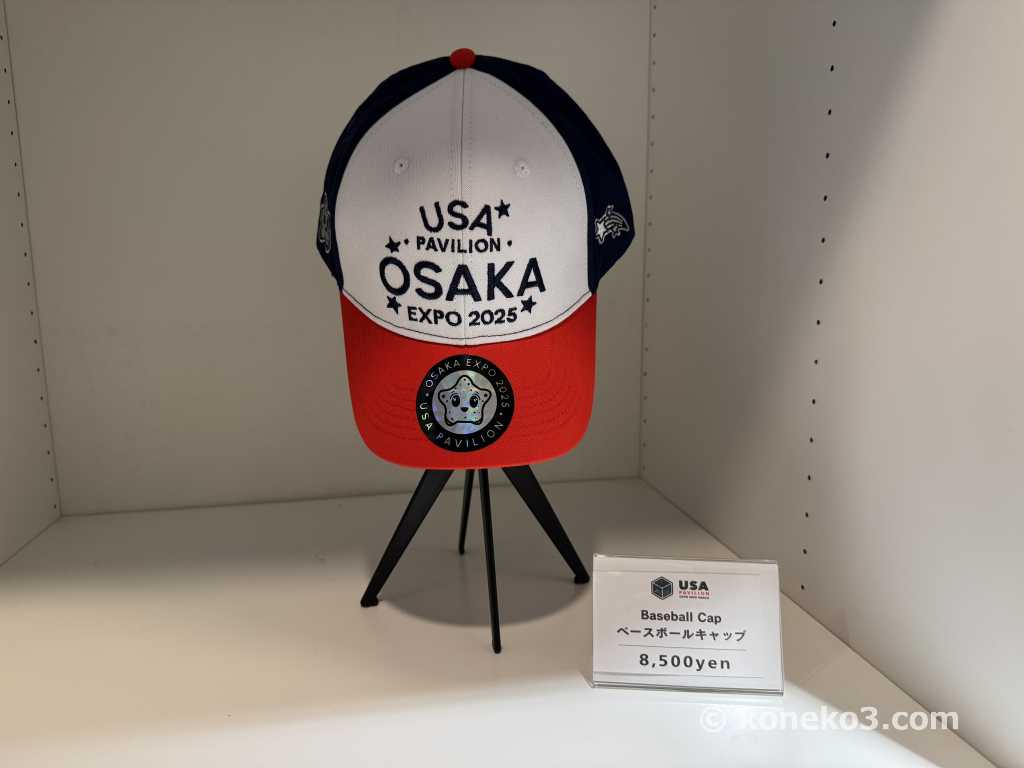 USA
PAVILION
OSAKA
EXPO 2025
OSAKA EXPO 2025
USA PAVILION
USA
PAVILION
Baseball Cap
ベースボールキャップ
8,500yen
© koneko3.com